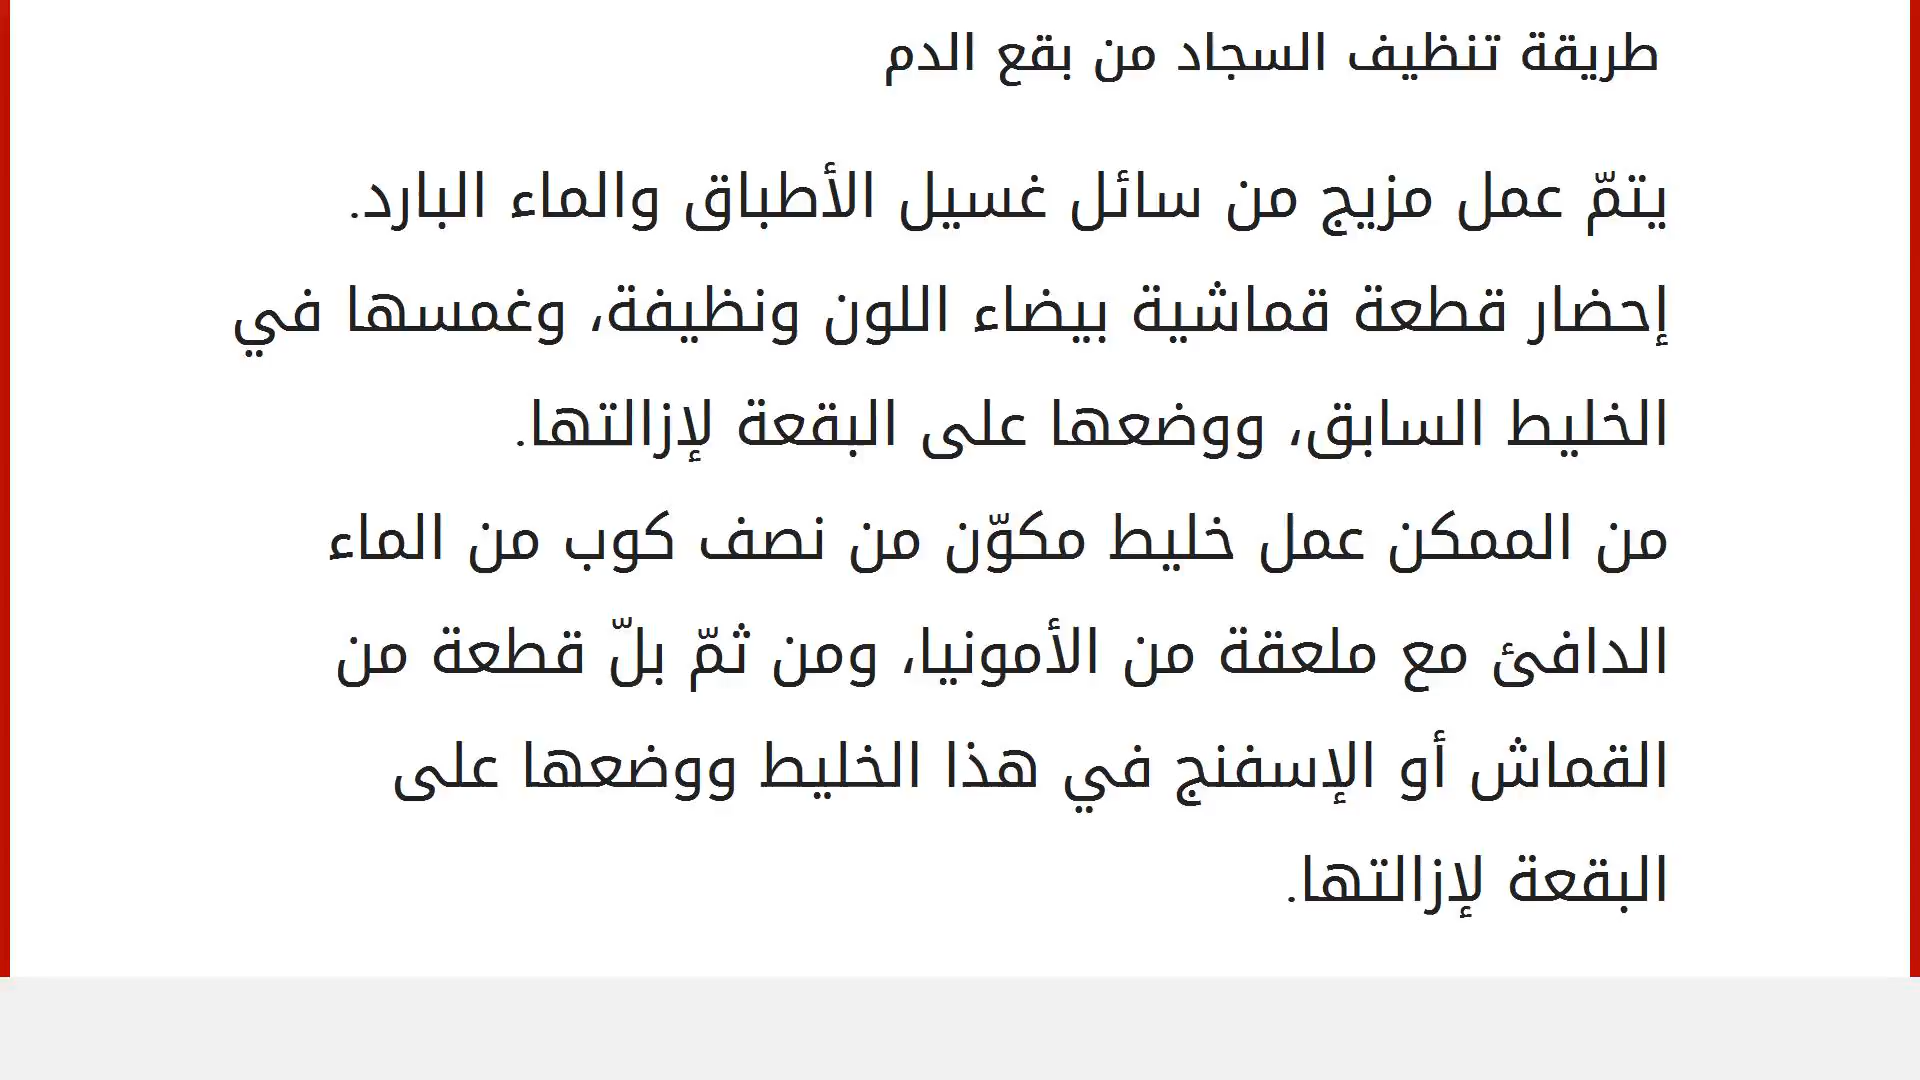 طريقة تنظيف السجاد من بقع الدم
يتمّ عمل مزيج من سائل غسيل الأطباق والماء البارد.
إحضار قطعة قماشية بيضاء اللون ونظيفة، وغمسها في
الخليط السابق، ووضعها على البقعة لإزالتها.
من الممكن عمل خليط مكوّن من نصف كوب من الماء
الدافئ مع ملعقة من الأمونيا، ومن ثمّ بلّ قطعة من
القماش أو الإسفنج في هذا الخليط ووضعها على
البقعة لإزالتها.